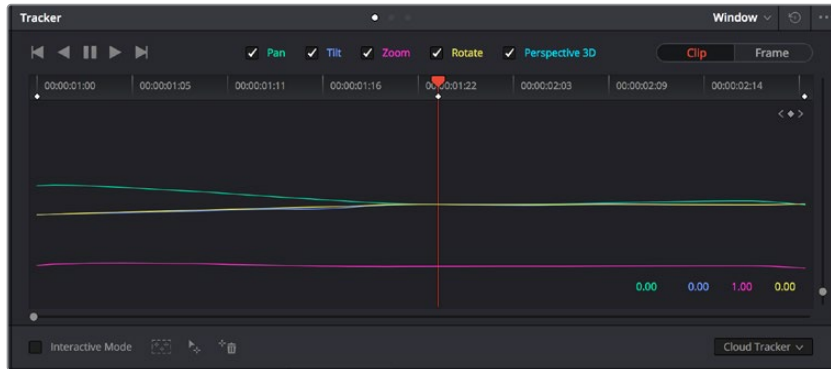 Tracker
Window
Pan
Tilt
Zoom
Rotate
Perspective 3D
Clip
Frame
00:00:01:00 00:00:01:05 00:00:01:11 00:00:01:16 00:00:01:22 00:00:02:03 00:00:02:09 00:00:02:14
0.00 0.00 1.00 0.00
Interactive Mode
Cloud Tracker